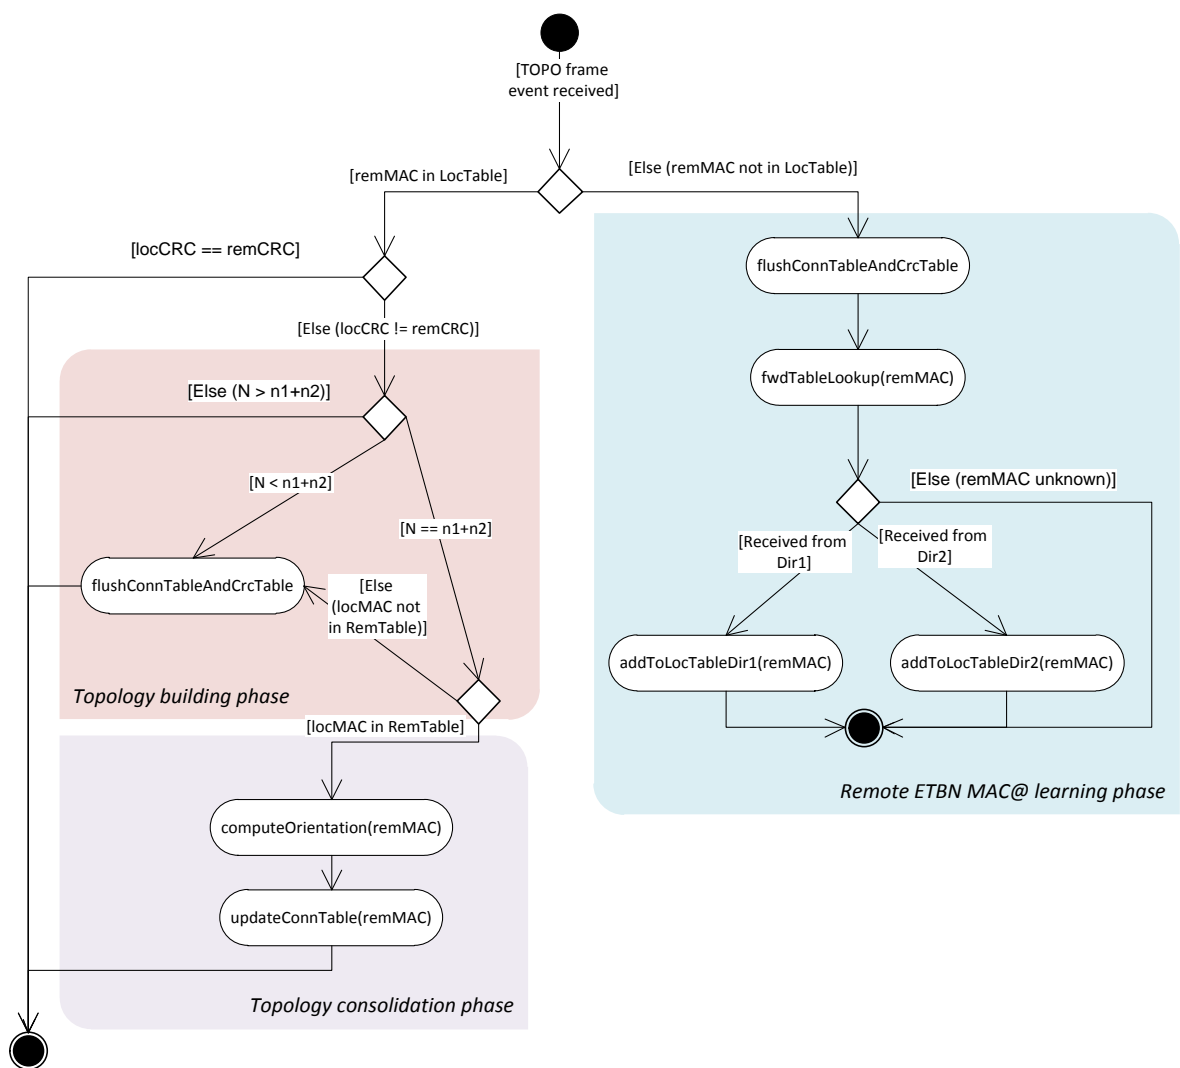 [TOPO frame
event received]
[remMAC in LocTable]
[Else (remMAC not in LocTable)]
[locCRC == remCRC]
flushConnTableAndCrcTable
[Else (locCRC != remCRC)]
fwdTableLookup(remMAC)
[Else (N > n1+n2)]
[N < n1+n2]
[Else (remMAC unknown)]
[N == n1+n2]
[Received from
Dir1]
[Received from
Dir2]
flushConnTableAndCrcTable
[Else
(locMAC not
in RemTable)]
addToLocTableDir1(remMAC)
addToLocTableDir2(remMAC)
Topology building phase
[locMAC in RemTable]
Remote ETBN MAC@ learning phase
computeOrientation(remMAC)
updateConnTable(remMAC)
Topology consolidation phase